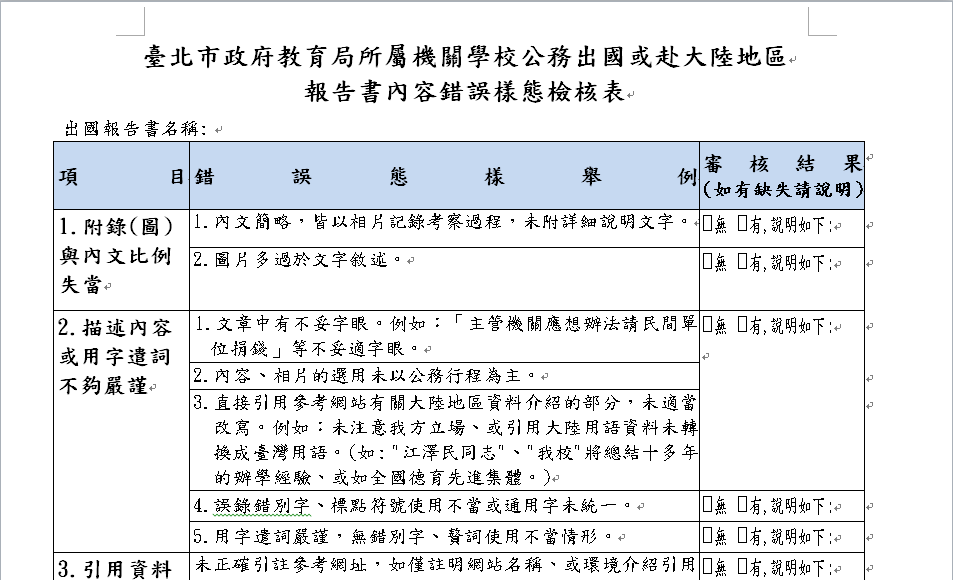 臺北市政府教育局所屬機關學校公務出國或赴大陸地區
報告書內容錯誤樣態檢核表
出國報告書名稱:
項目 錯誤態樣舉例 審核結果
(如有缺失請說明)
1.附錄(圖)
與內文比例
失當
1.內文簡略，皆以相片記錄考察過程，未附詳細說明文字。 □無 □有,說明如下:
2.圖片多過於文字敘述。 □無 □有,說明如下:
2.描述內容
或用字遣詞
不夠嚴謹
1.文章中有不妥字眼。例如：「主管機關應想辦法請民間單
位捐錢」等不妥適字眼。
□無 □有,說明如下:
2.內容、相片的選用未以公務行程為主。
3.直接引用參考網站有關大陸地區資料介紹的部分，未適當
改寫。例如：未注意我方立場、或引用大陸用語資料未轉
換成臺灣用語。(如:"江澤民同志"、"我校"將總結十多年
的辦學經驗、或如全國德育先進集體。)
4.誤錄錯別字、標點符號使用不當或通用字未統一。 □無 □有,說明如下:
5.用字遣詞嚴謹，無錯別字、贅詞使用不當情形。 □無 □有,說明如下:
3.引用資料
未正確引註參考網址，如僅註明網站名稱、或環境介紹引用 □無 □有,說明如下: